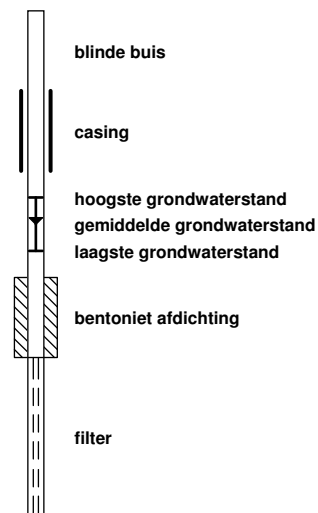 blinde buis
casing
hoogste grondwaterstand
gemiddelde grondwaterstand
laagste grondwaterstand
bentoniet afdichting
filter